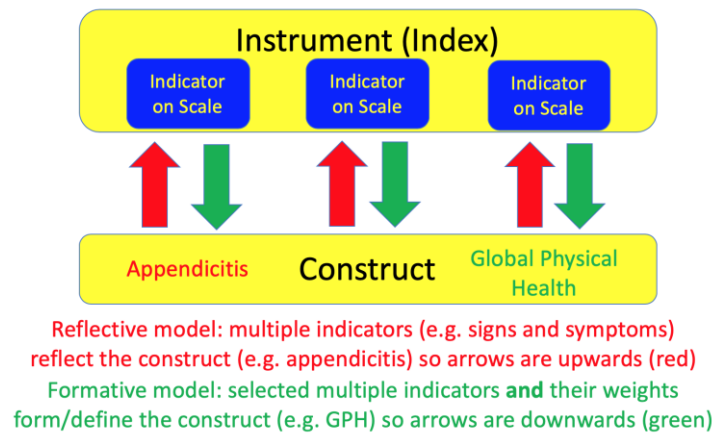 Instrument (Index)
Indicator
on Scale
Indicator
on Scale
Indicator
on Scale
Appendicitis
Construct
Global Physical
Health
Reflective model: multiple indicators (e.g. signs and symptoms)
reflect the construct (e.g. appendicitis) so arrows are upwards (red)
Formative model: selected multiple indicators and their weights
form/define the construct (e.g. GPH) so arrows are downwards (green)